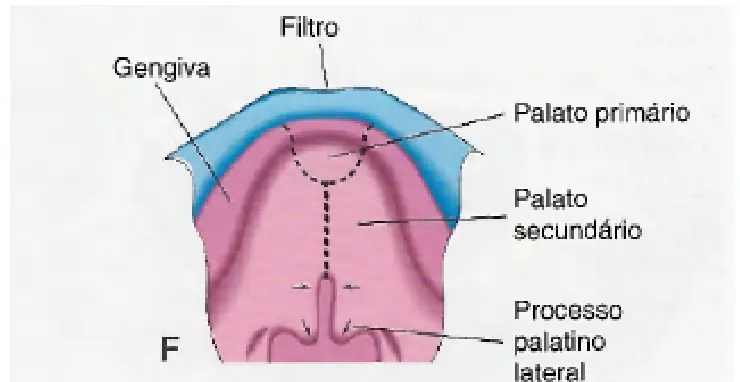 Filtro
Gengiva
Palato primário
Palato
secundário
Processo
palatino
lateral
F